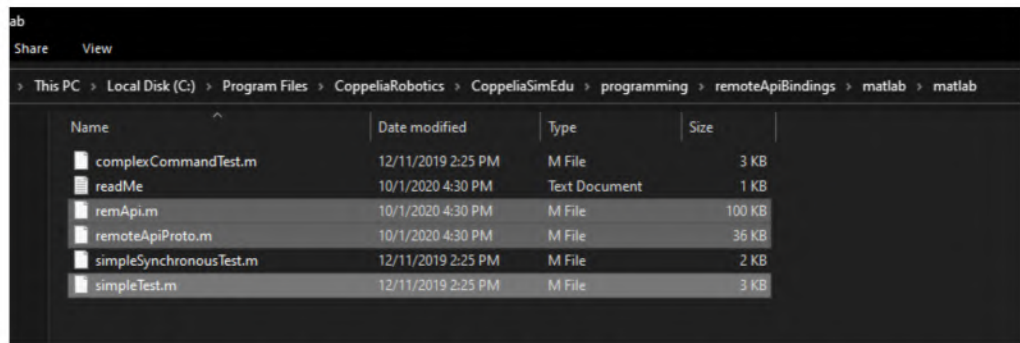 ab
Share View
> This PC > Local Disk (C:) > Program Files > CoppeliaRobotics > CoppeliaSimEdu > programming > remoteApiBindings > matlab > matlab
Name Date modified Type Size
complexCommandTest.m 12/11/2019 2:25 PM M File 3 KB
readMe 10/1/2020 4:30 PM Text Document 1 KB
remApi.m 10/1/2020 4:30 PM M File 100 KB
remoteApiProto.m 10/1/2020 4:30 PM M File 36 KB
simpleSynchronousTest.m 12/11/2019 2:25 PM M File 2 KB
simpleTest.m 12/11/2019 2:25 PM M File 3 KB